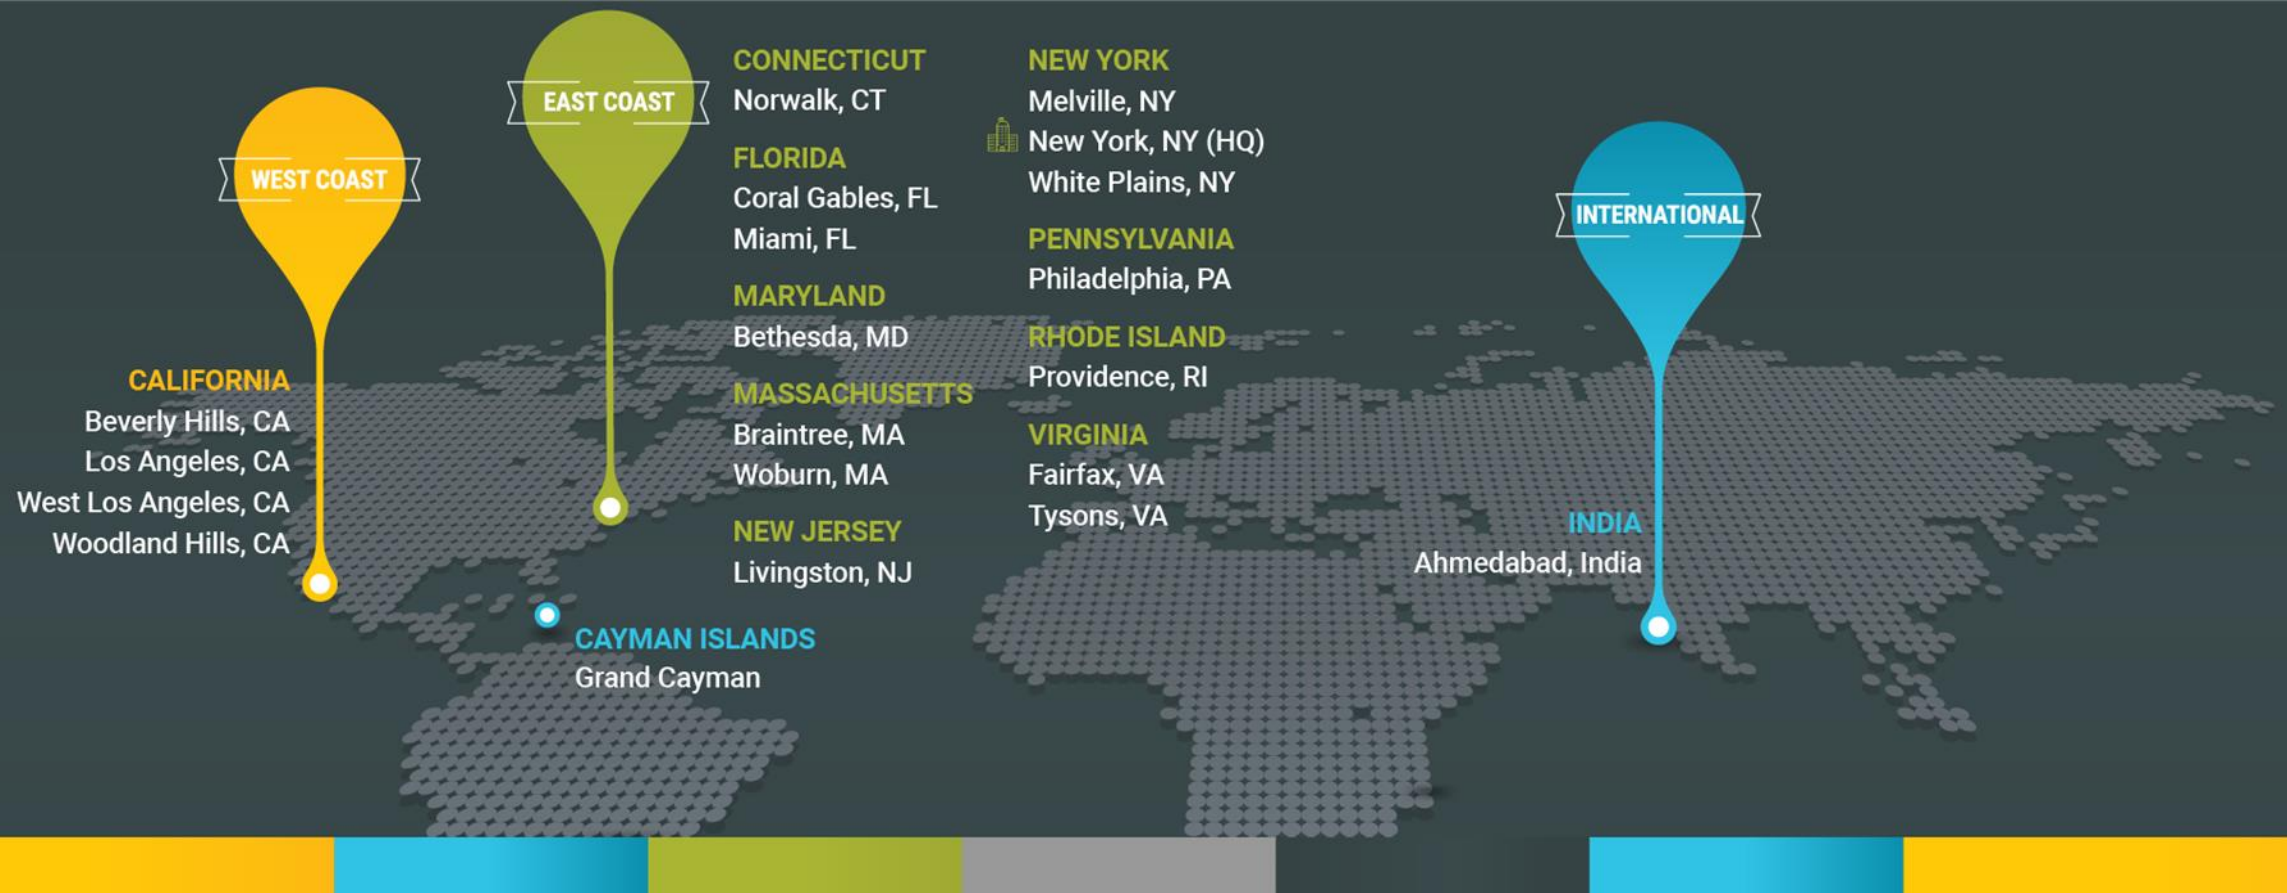 WEST COAST
CALIFORNIA
Beverly Hills, CA
Los Angeles, CA
West Los Angeles, CA
Woodland Hills, CA
EAST COAST
CONNECTICUT
Norwalk, CT
FLORIDA
Coral Gables, FL
Miami, FL
MARYLAND
Bethesda, MD
MASSACHUSETTS
Braintree, MA
Woburn, MA
NEW JERSEY
Livingston, NJ
NEW YORK
Melville, NY
New York, NY (HQ)
White Plains, NY
PENNSYLVANIA
Philadelphia, PA
RHODE ISLAND
Providence, RI
VIRGINIA
Fairfax, VA
Tysons, VA
CAYMAN ISLANDS
Grand Cayman
INTERNATIONAL
INDIA
Ahmedabad, India